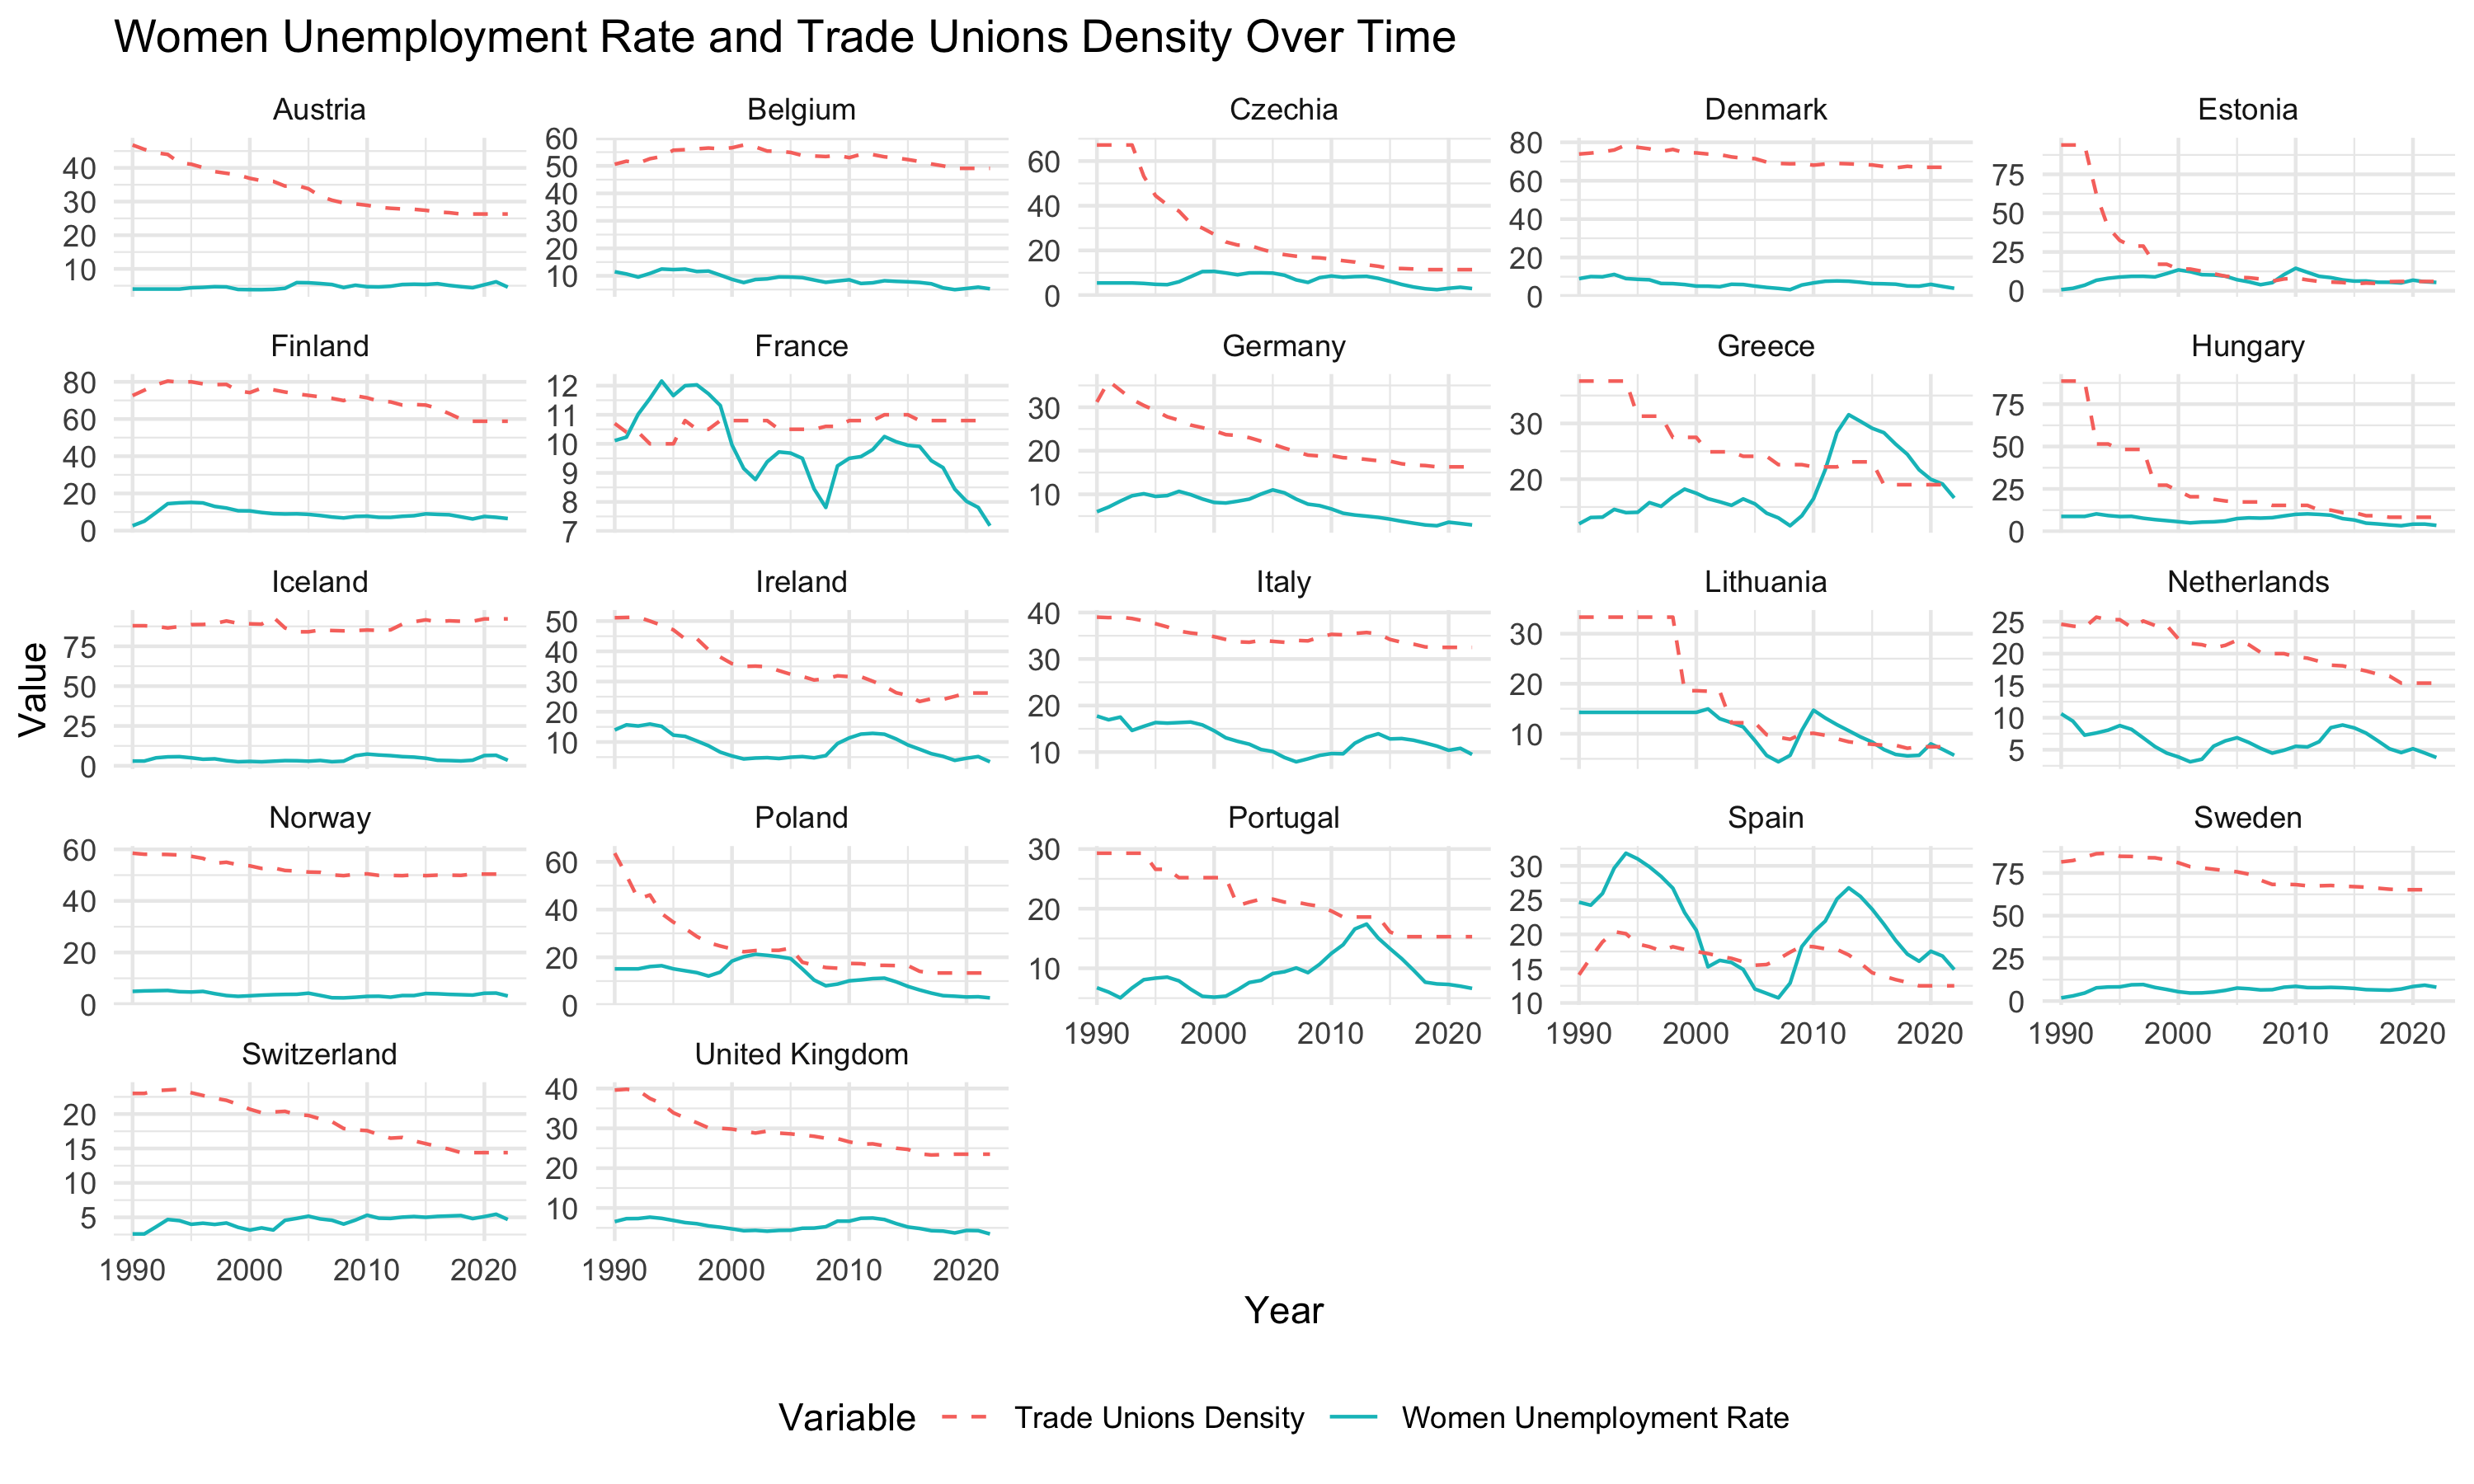 Women Unemployment Rate and Trade Unions Density Over Time
Austria Belgium Czechia Denmark Estonia
40 30 20 10
60 50 40 30 20 10
60 40 20 0
80 60 40 20 0
75 50 25 0
Finland France Germany Greece Hungary
80 60 40 20 0
12 11 10 9 8 7
30 20 10
30 20
75 50 25 0
Iceland Ireland Italy Lithuania Netherlands
75 50 25 0
50 40 30 20 10
40 30 20 10
30 20 10
25 20 15 10 5
Value
Norway Poland Portugal Spain Sweden
60 40 20 0
60 40 20 0
30 20 10
30 25 20 15 10
75 50 25 0
1990 2000 2010 2020 1990 2000 2010 2020 1990 2000 2010 2020
Switzerland United Kingdom
20 15 10 5
40 30 20 10
1990 2000 2010 2020 1990 2000 2010 2020
Year
Variable Trade Unions Density Women Unemployment Rate